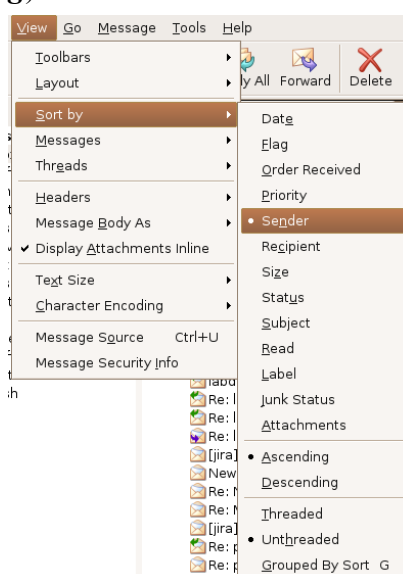 View Go Message Tools Help
All Forward Delete
Toolbars
Layout
Sort by
Messages
Threads
Headers
Message Body As
Display Attachments Inline
Text Size
Character Encoding
Message Source Ctrl+U
Message Security Info
Date
Flag
Order Received
Priority
Sender
Recipient
Size
Status
Subject
Read
Label
Junk Status
Attachments
Ascending
Descending
Threaded
Unthreaded
Grouped By Sort G
Re: l
Re: l
Re: l
[jira]
New
Re: N
Re: M
[jira]
Re: p
Re: p